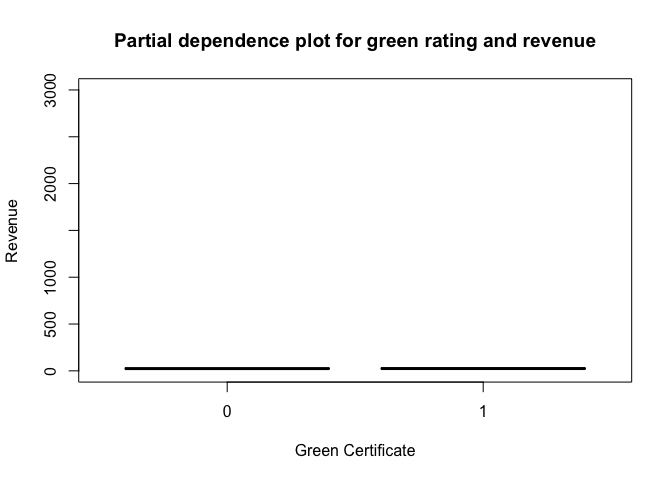 Partial dependence plot for green rating and revenue
3000
2000
1000
500
0
Revenue
0 1
Green Certificate